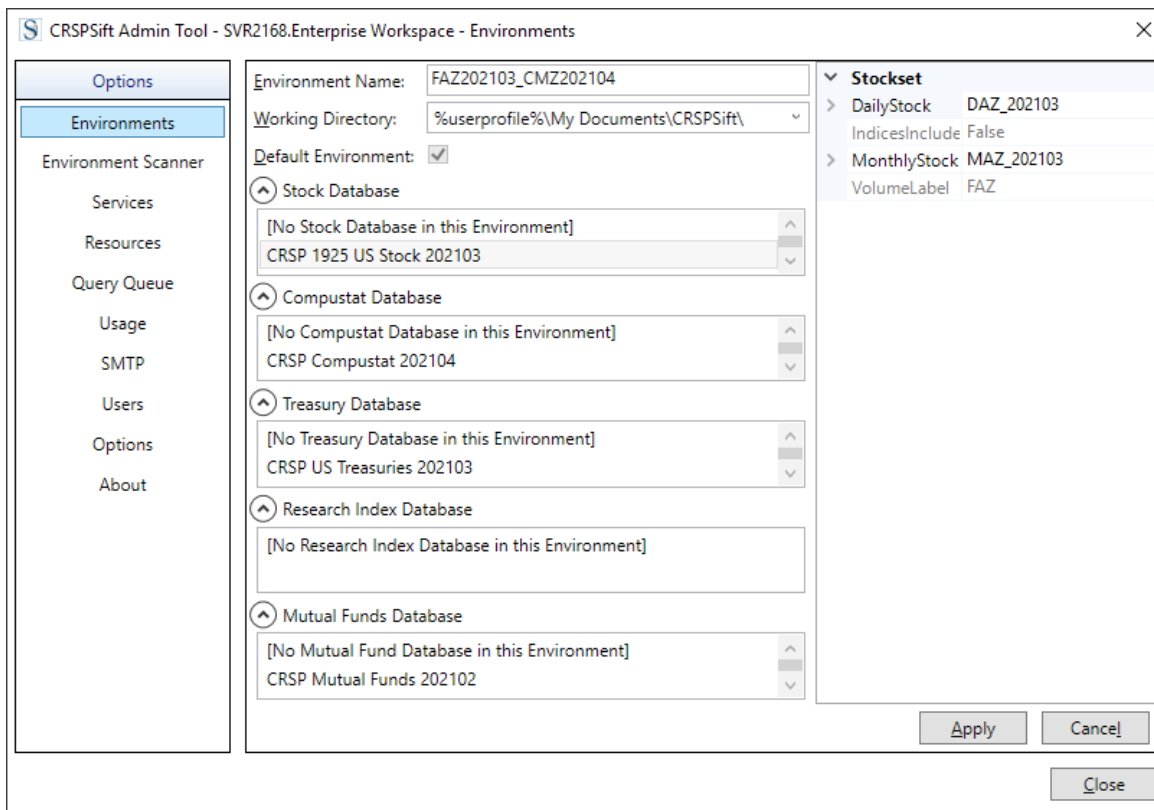 CRSPSift Admin Tool - SVR2168.Enterprise Workspace - Environments
Options
Environments
Environment Scanner
Services
Resources
Query Queue
Usage
SMTP
Users
Options
About
Environment Name: FAZ202103_CMZ202104
Working Directory: %userprofile%\My Documents\CRSPSift\
Default Environment:
Stock Database
[No Stock Database in this Environment]
CRSP 1925 US Stock 202103
Compustat Database
[No Compustat Database in this Environment]
CRSP Compustat 202104
Treasury Database
[No Treasury Database in this Environment]
CRSP US Treasuries 202103
Research Index Database
[No Research Index Database in this Environment]
Mutual Funds Database
[No Mutual Fund Database in this Environment]
CRSP Mutual Funds 202102
Stockset
DailyStock DAZ_202103
IndicesInclude False
MonthlyStock MAZ_202103
VolumeLabel FAZ
Apply Cancel
Close